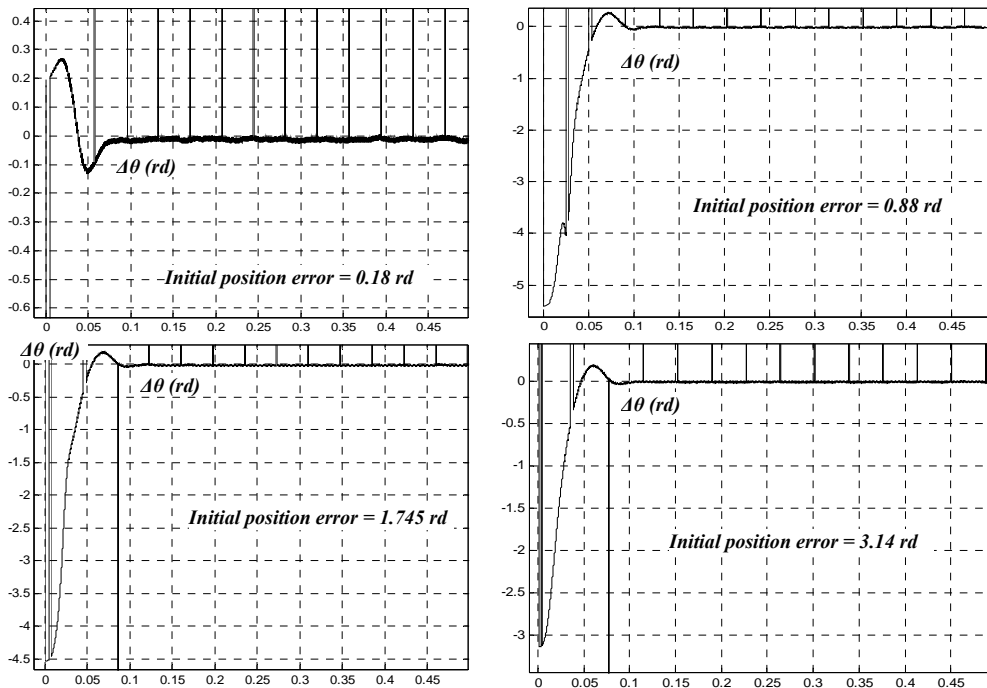 0.4
0.3
0.2
0.1
0
-0.1
-0.2
-0.3
-0.4
-0.5
-0.6
Δθ (rd)
Initial position error = 0.18 rd
0 0.05 0.1 0.15 0.2 0.25 0.3 0.35 0.4 0.45
0
-1
-2
-3
-4
-5
Δθ (rd)
Initial position error = 0.88 rd
0 0.05 0.1 0.15 0.2 0.25 0.3 0.35 0.4 0.45
Δθ (rd)
0
-0.5
-1
-1.5
-2
-2.5
-3
-3.5
-4
-4.5
Δθ (rd)
Initial position error = 1.745 rd
0 0.05 0.1 0.15 0.2 0.25 0.3 0.35 0.4 0.45
0
-0.5
-1
-1.5
-2
-2.5
-3
Δθ (rd)
Initial position error = 3.14 rd
0 0.05 0.1 0.15 0.2 0.25 0.3 0.35 0.4 0.45